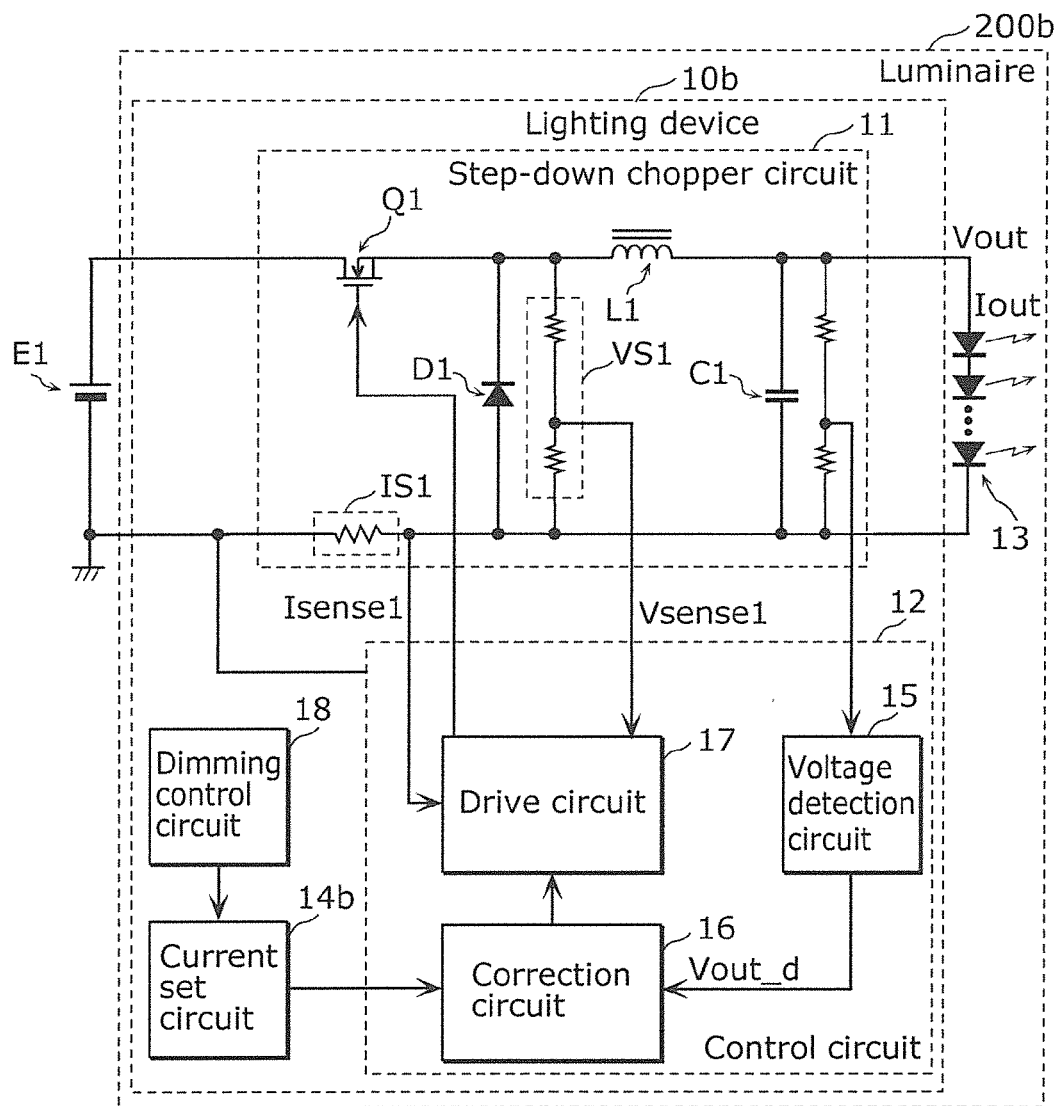 200b
Luminaire
10b
Lighting device
11
Step-down chopper circuit
Q1
Vout
L1
Iout
E1
D1
VS1
C1
IS1
13
Isense1
Vsense1
12
18
15
Dimming
control
circuit
17
Drive circuit
Voltage
detection
circuit
14b
16
Current
set
circuit
Correction
circuit
Vout_d
Control circuit